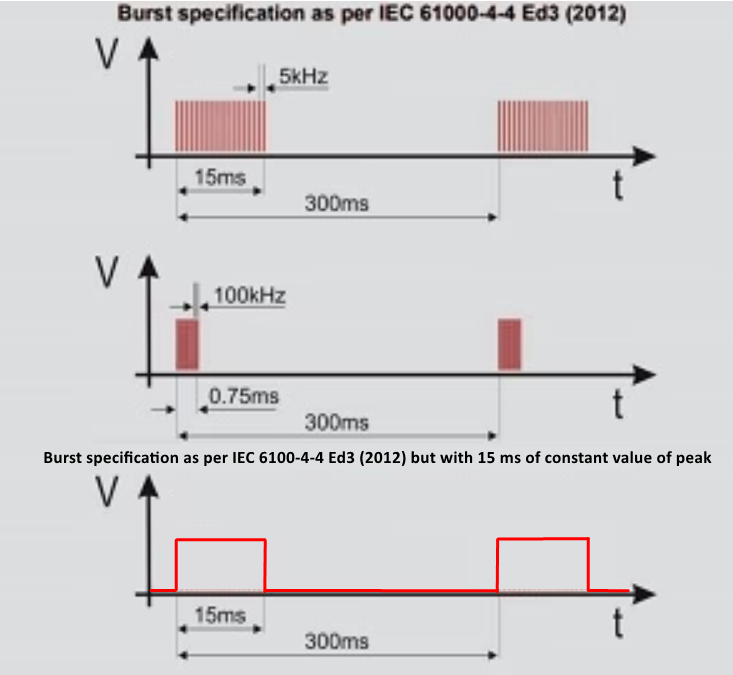 Burst specification as per IEC 61000-4-4 Ed3 (2012)
V
5kHz
15ms
t
300ms
V
100kHz
0.75ms
t
300ms
Burst specification as per IEC 6100-4-4 Ed3 (2012) but with 15 ms of constant value of peak
V
15ms
t
300ms